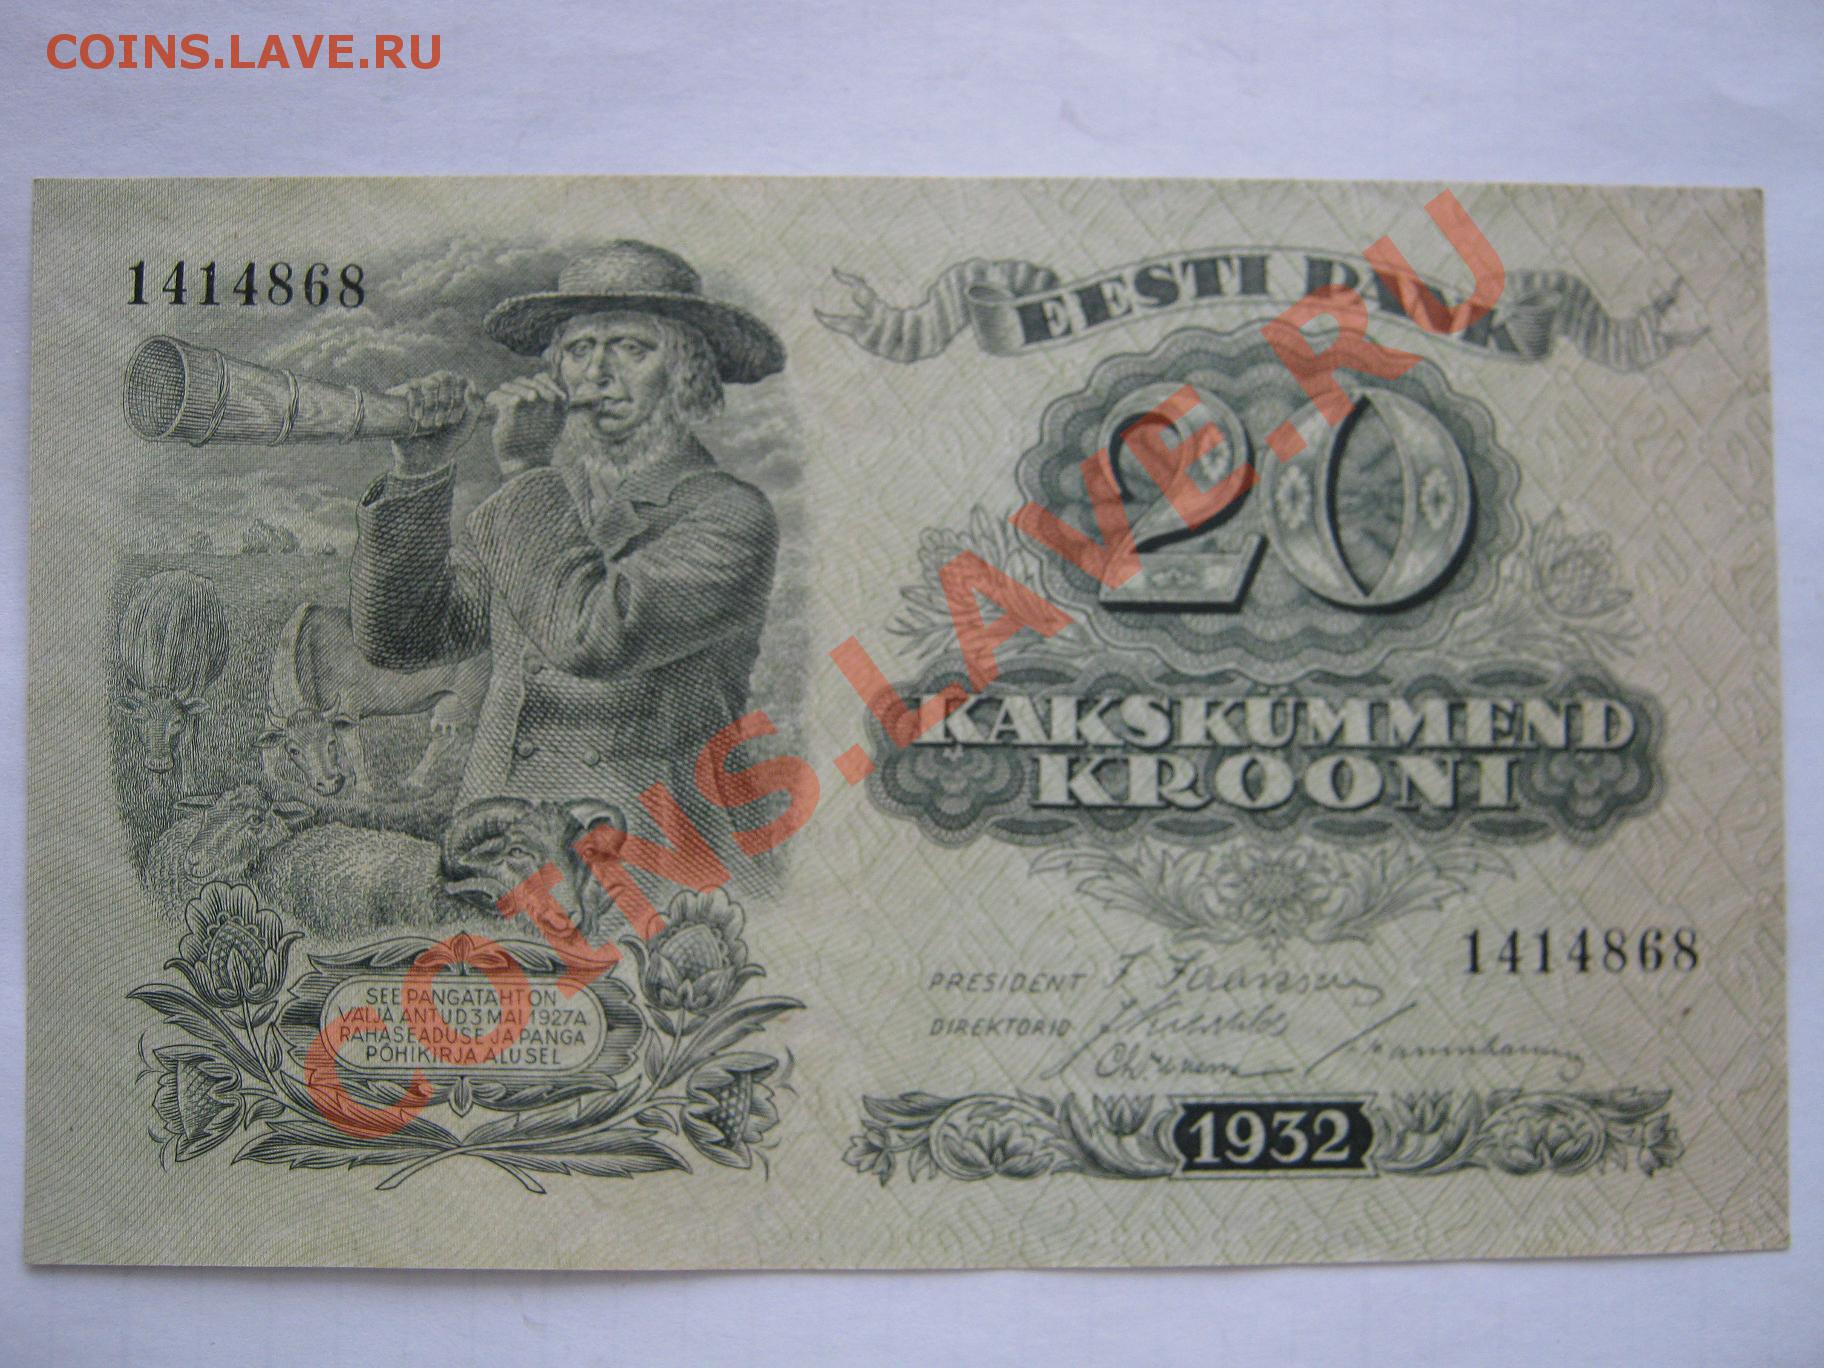 COINS.LAVE.RU
1414868
EESTI PANK
20
KAKSKÜMMEND
KROONI
1414868
SEE PANGATÄHT ON
VÄLJA ANTUD 3 MAI 1927 A.
RAHASEADUSE JA PANGA
PÕHIKIRJA ALUSEL
PRESIDENT
DIREKTORID
1932
COINS.LAVE.RU